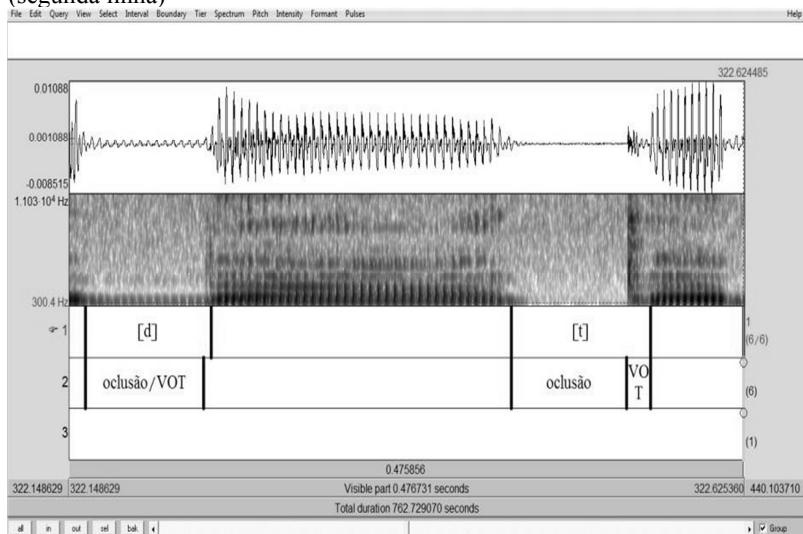 (segunda linha)
File Edit Query View Select Interval Boundary Tier Spectrum Pitch Intensity Formant Pulses Help
322.624485
0.01088
0.001088
-0.008515
1.103·10⁴ Hz
300.4 Hz
1 [d] [t] 1
(6/6)
2 oclusão/VOT oclusão VO
T (6)
3 (1)
0.475856
322.148629 322.148629 Visible part 0.476731 seconds 322.625360 440.103710
Total duration 762.729070 seconds
all in out sel bak Group